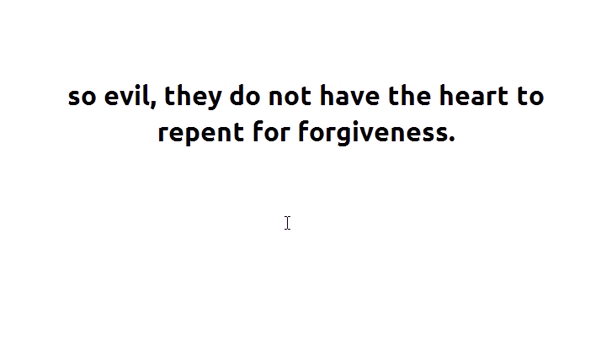 so evil, they do not have the heart to
repent for forgiveness.